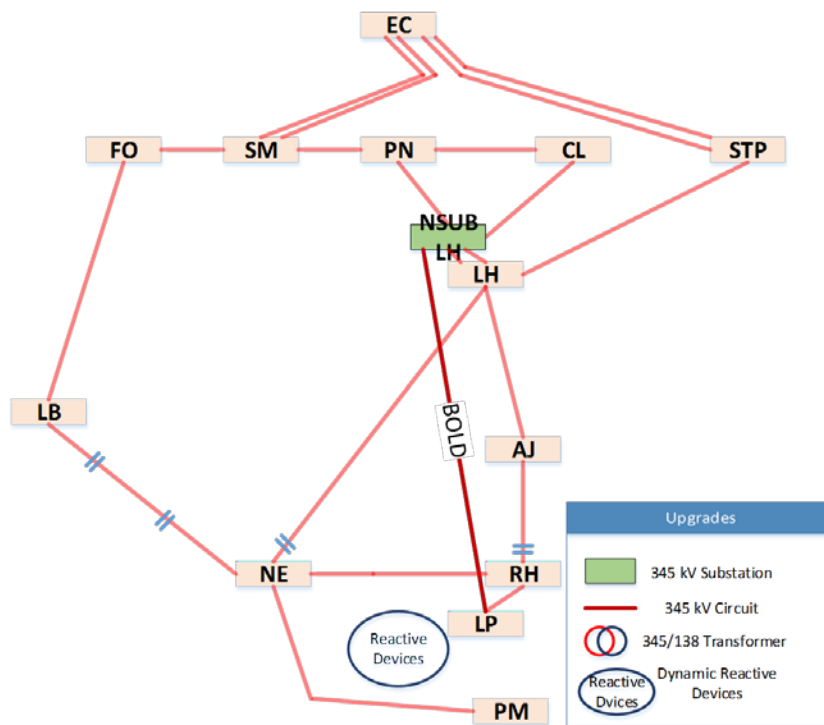 EC
FO
SM
PN
CL
STP
NSUB
LH
LH
LB
BOLD
AJ
NE
RH
LP
Reactive
Devices
PM
Upgrades
345 kV Substation
345 kV Circuit
345/138 Transformer
Reactive
Dvices
Dynamic Reactive
Devices